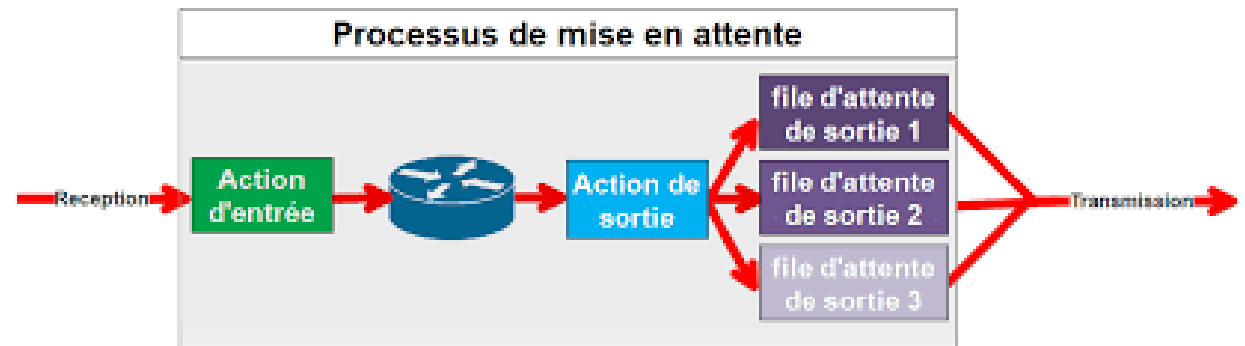 Processus de mise en attente
Reception
Action
d'entrée
Action de
sortie
file d'attente
de sortie 1
file d'attente
de sortie 2
file d'attente
de sortie 3
Transmission